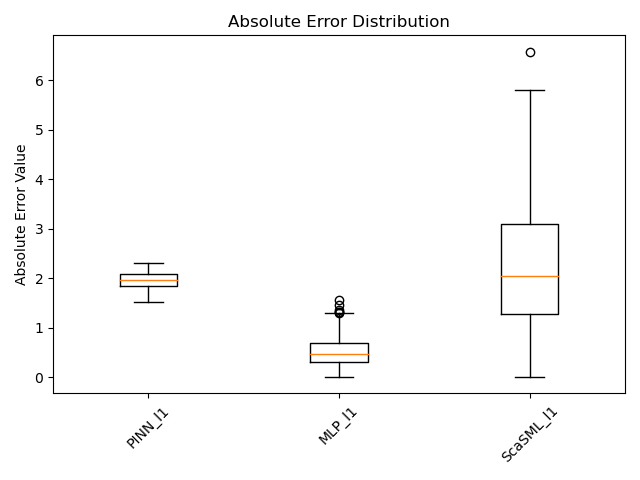 Absolute Error Distribution
Absolute Error Value
6
5
4
3
2
1
0
PINN_l1
MLP_l1
ScaSML_l1